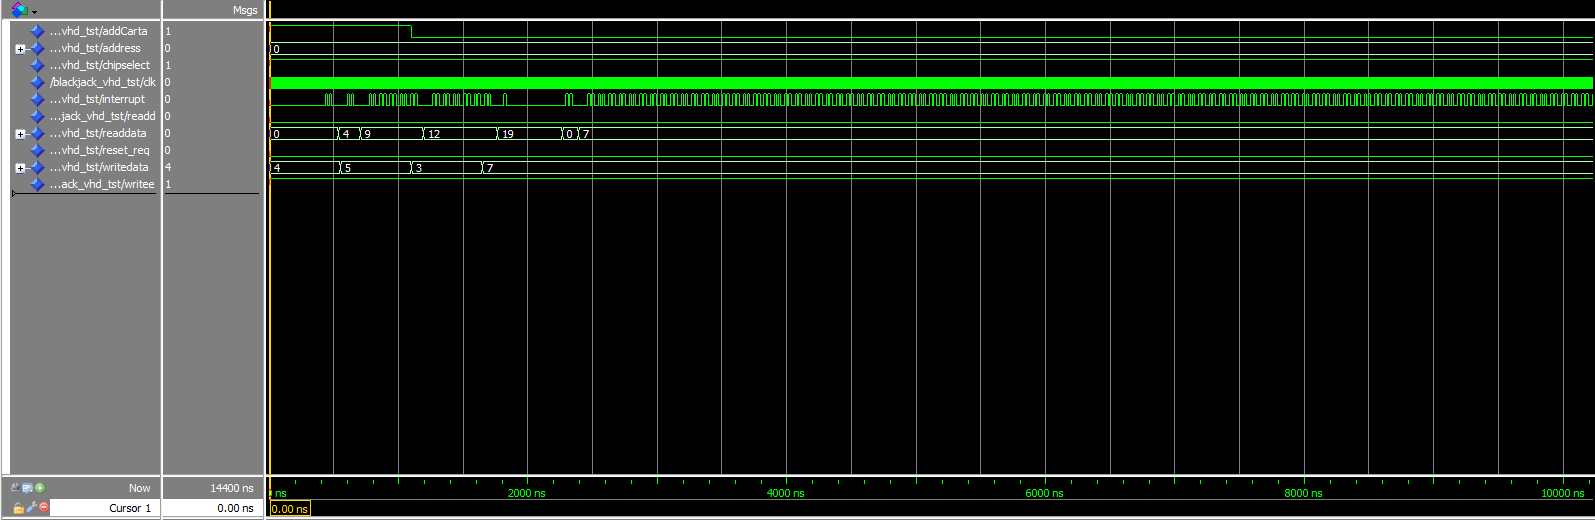 Msgs
...vhd_tst/addCarta 1
...vhd_tst/address 0 0
...vhd_tst/chipselect 1
/blackjack_vhd_tst/clk 0
...vhd_tst/interrupt 0
...jack_vhd_tst/readd 0
...vhd_tst/readdata 0 0 4 9 12 19 0 7
...vhd_tst/reset_req 0
...vhd_tst/writedata 4 4 5 3 7
...ack_vhd_tst/writee 1
Now 14400 ns ns 2000 ns 4000 ns 6000 ns 8000 ns 10000 ns
Cursor 1 0.00 ns 0.00 ns